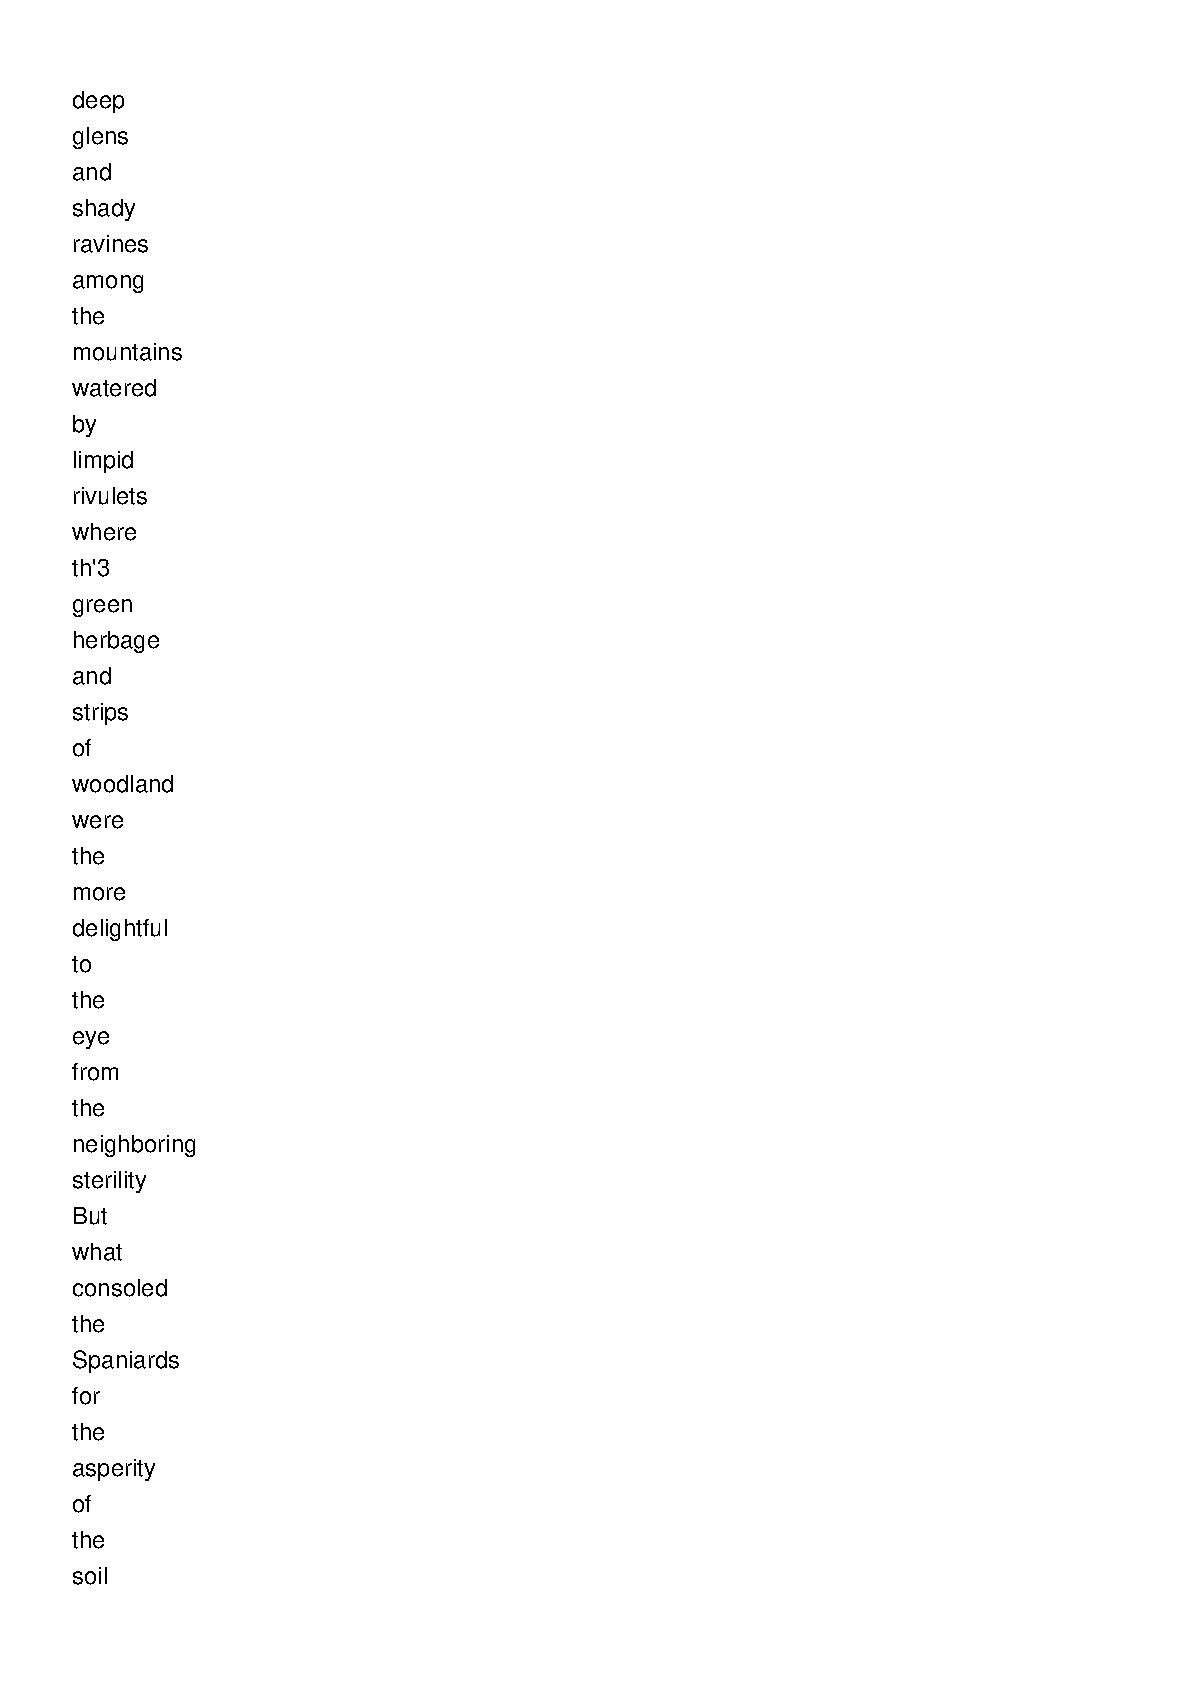 deep
glens
and
shady
ravines
among
the
mountains
watered
by
limpid
rivulets
where
th'3
green
herbage
and
strips
of
woodland
were
the
more
delightful
to
the
eye
from
the
neighboring
sterility
But
what
consoled
the
Spaniards
for
the
asperity
of
the
soil